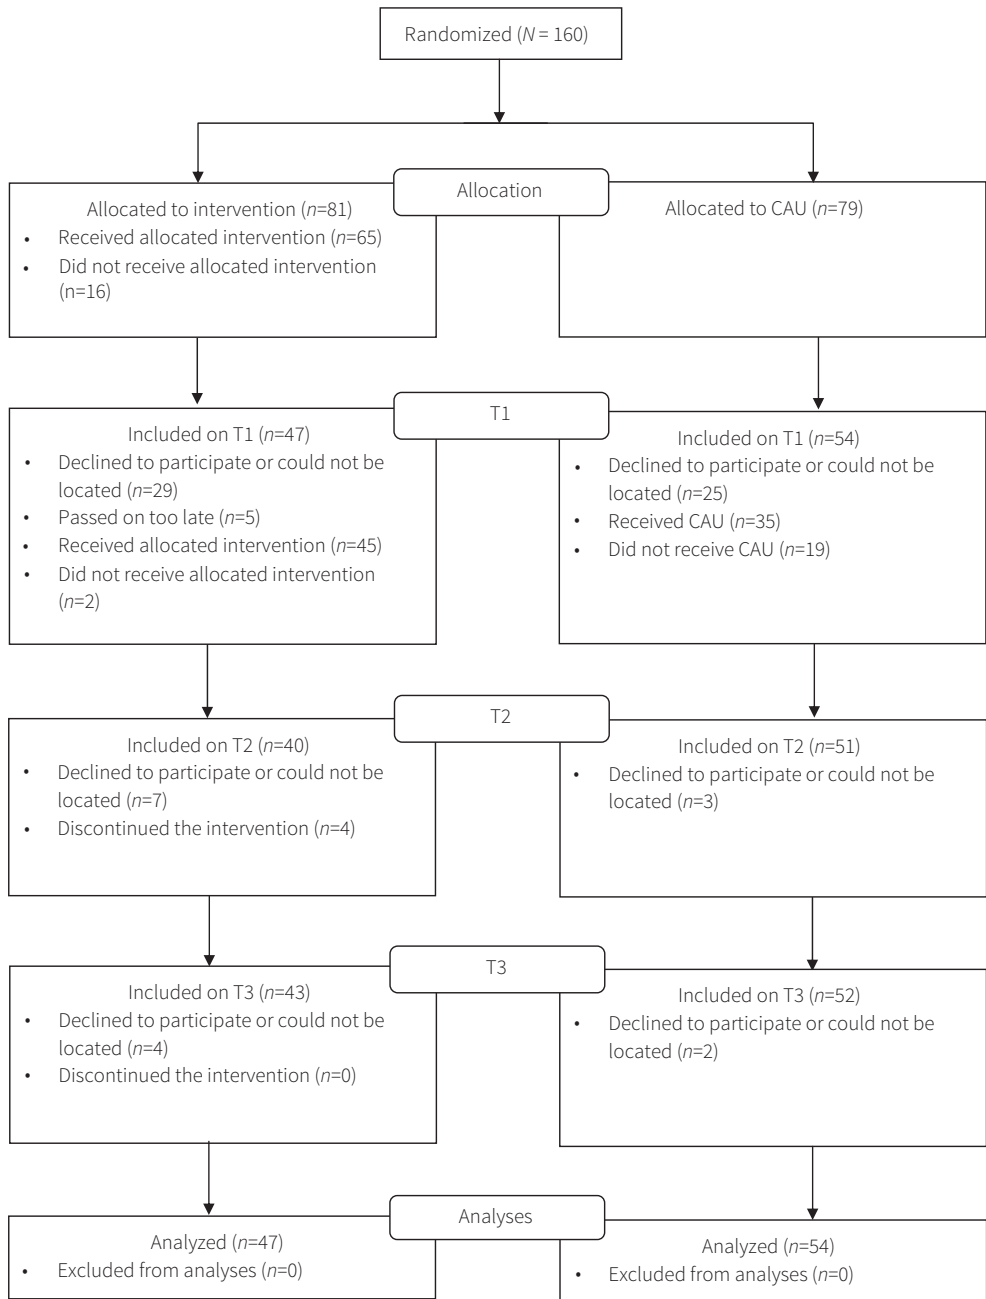 Randomized (N = 160)
Allocation
Allocated to intervention (n=81)
• Received allocated intervention (n=65)
• Did not receive allocated intervention
(n=16)
Allocated to CAU (n=79)
T1
Included on T1 (n=47)
• Declined to participate or could not be
located (n=29)
• Passed on too late (n=5)
• Received allocated intervention (n=45)
• Did not receive allocated intervention
(n=2)
Included on T1 (n=54)
• Declined to participate or could not be
located (n=25)
• Received CAU (n=35)
• Did not receive CAU (n=19)
T2
Included on T2 (n=40)
• Declined to participate or could not be
located (n=7)
• Discontinued the intervention (n=4)
Included on T2 (n=51)
• Declined to participate or could not be
located (n=3)
T3
Included on T3 (n=43)
• Declined to participate or could not be
located (n=4)
• Discontinued the intervention (n=0)
Included on T3 (n=52)
• Declined to participate or could not be
located (n=2)
Analyses
Analyzed (n=47)
• Excluded from analyses (n=0)
Analyzed (n=54)
• Excluded from analyses (n=0)